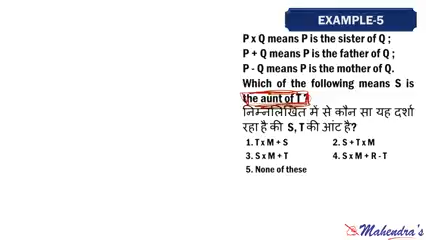 EXAMPLE-5
P x Q means P is the sister of Q ;
P + Q means P is the father of Q ;
P - Q means P is the mother of Q.
Which of the following means S is
the aunt of T ?
निम्नलिखित में से कौन सा यह दर्शा
रहा है की S, T की आंट है?
1. T x M + S 2. S + T x M
3. S x M + T 4. S x M + R - T
5. None of these
Mahendra's